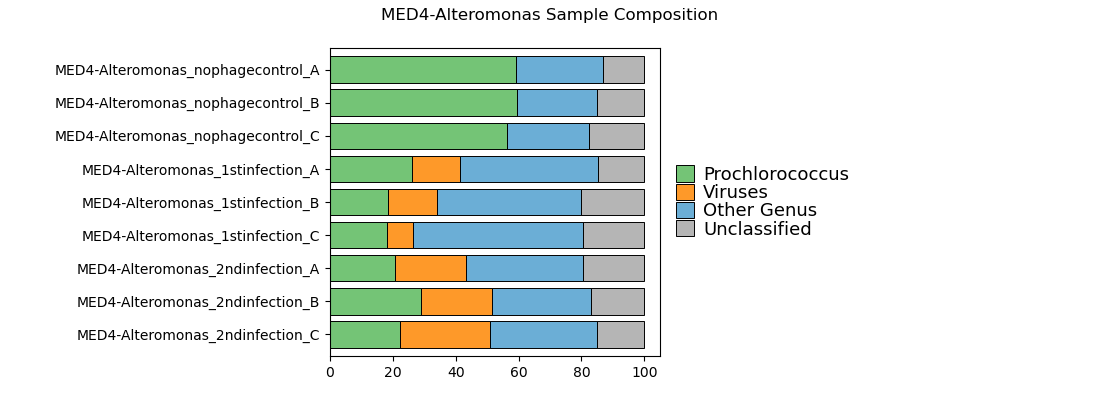 MED4-Alteromonas Sample Composition
MED4-Alteromonas_nophagecontrol_A
MED4-Alteromonas_nophagecontrol_B
MED4-Alteromonas_nophagecontrol_C
MED4-Alteromonas_1stinfection_A
MED4-Alteromonas_1stinfection_B
MED4-Alteromonas_1stinfection_C
MED4-Alteromonas_2ndinfection_A
MED4-Alteromonas_2ndinfection_B
MED4-Alteromonas_2ndinfection_C
0 20 40 60 80 100
Prochlorococcus
Viruses
Other Genus
Unclassified